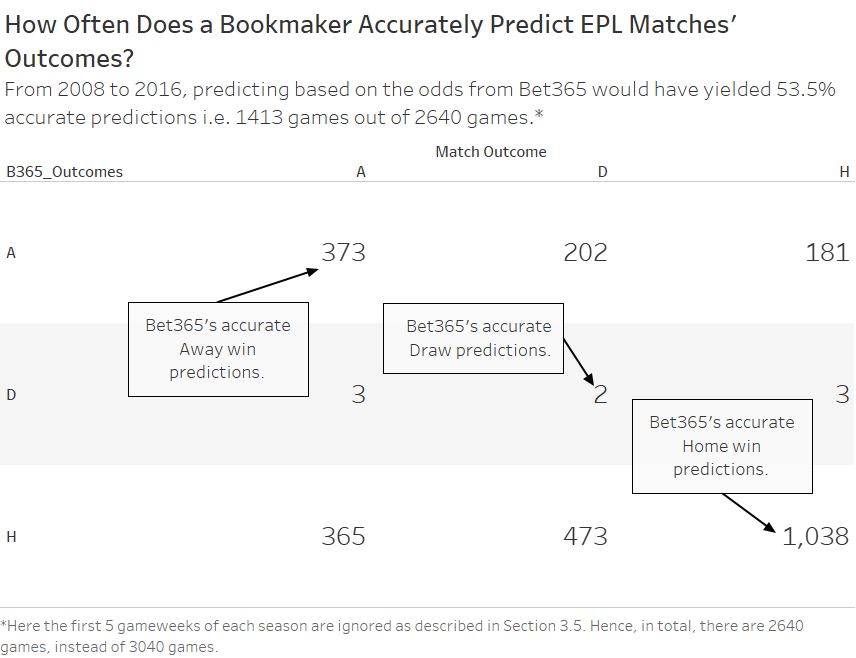 How Often Does a Bookmaker Accurately Predict EPL Matches’
Outcomes?
From 2008 to 2016, predicting based on the odds from Bet365 would have yielded 53.5%
accurate predictions i.e. 1413 games out of 2640 games.*
Match Outcome
B365_Outcomes A D H
A 373 202 181
Bet365’s accurate
Away win
predictions.
Bet365’s accurate
Draw predictions.
D 3 2 3
Bet365’s accurate
Home win
predictions.
H 365 473 1,038
*Here the first 5 gameweeks of each season are ignored as described in Section 3.5. Hence, in total, there are 2640
games, instead of 3040 games.